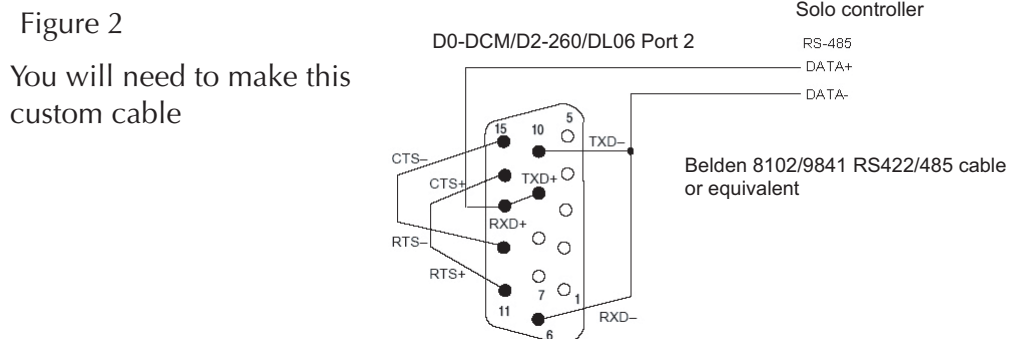 Figure 2
You will need to make this
custom cable
Solo controller
D0-DCM/D2-260/DL06 Port 2
RS-485
DATA+
DATA-
15
10
5
TXD–
CTS–
CTS+
TXD+
RXD+
RTS–
RTS+
7
1
11
RXD–
6
Belden 8102/9841 RS422/485 cable
or equivalent